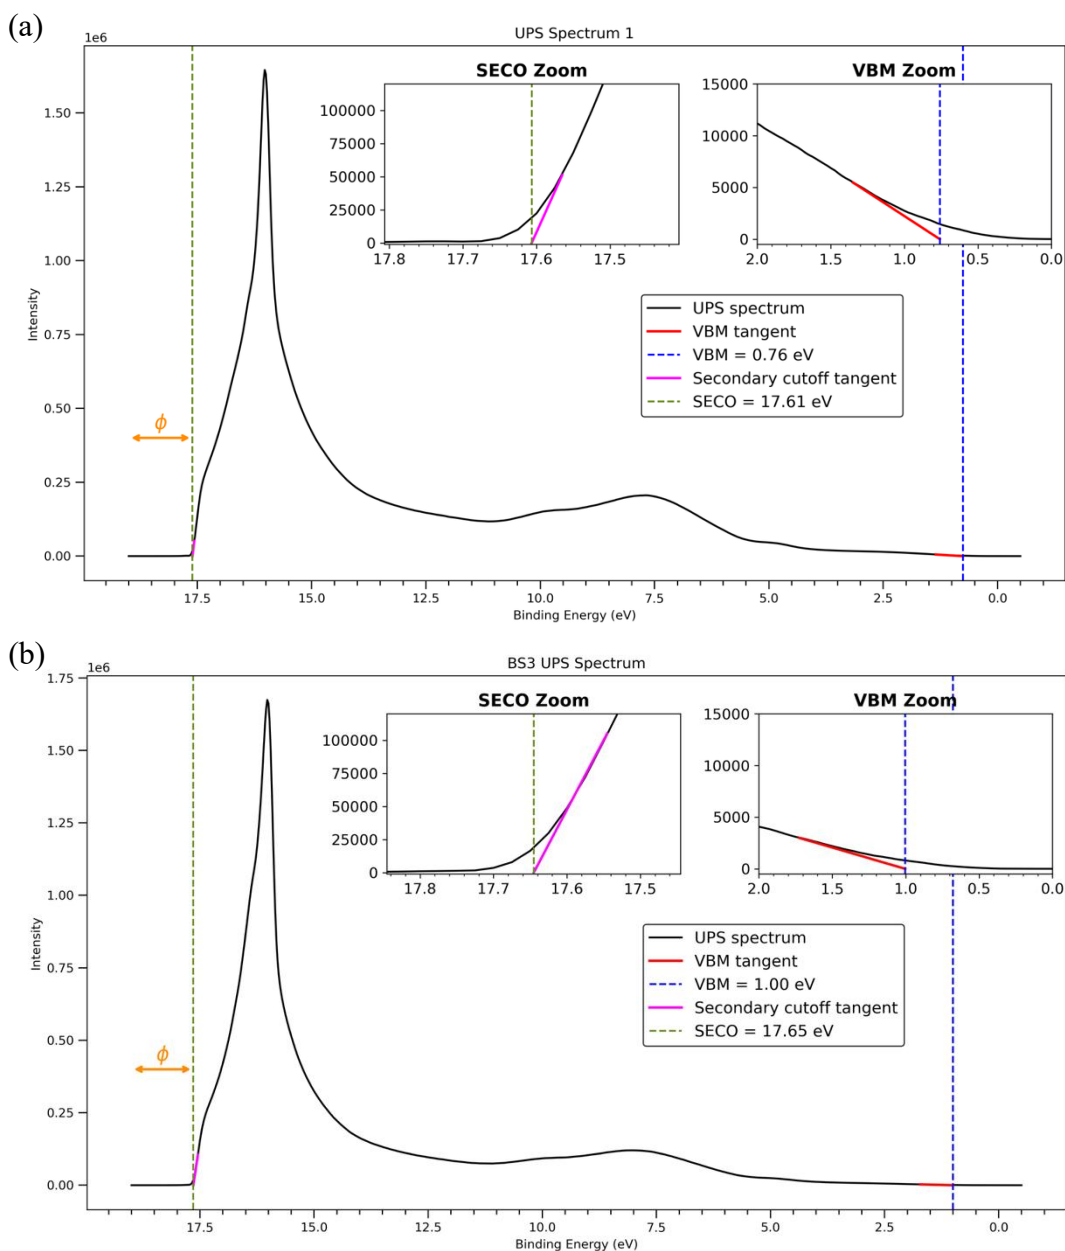 (a)
UPS Spectrum 1
1e6
SECO Zoom
VBM Zoom
100000
75000
50000
25000
0
17.8 17.7 17.6 17.5
15000
10000
5000
0
2.0 1.5 1.0 0.5 0.0
1.50
1.25
1.00
0.75
0.50
0.25
0.00
Intensity
ϕ
UPS spectrum
VBM tangent
VBM = 0.76 eV
Secondary cutoff tangent
SECO = 17.61 eV
17.5 15.0 12.5 10.0 7.5 5.0 2.5 0.0
Binding Energy (eV)
(b)
BS3 UPS Spectrum
1e6
SECO Zoom
VBM Zoom
100000
75000
50000
25000
0
17.8 17.7 17.6 17.5
15000
10000
5000
0
2.0 1.5 1.0 0.5 0.0
1.75
1.50
1.25
1.00
0.75
0.50
0.25
0.00
Intensity
ϕ
UPS spectrum
VBM tangent
VBM = 1.00 eV
Secondary cutoff tangent
SECO = 17.65 eV
17.5 15.0 12.5 10.0 7.5 5.0 2.5 0.0
Binding Energy (eV)